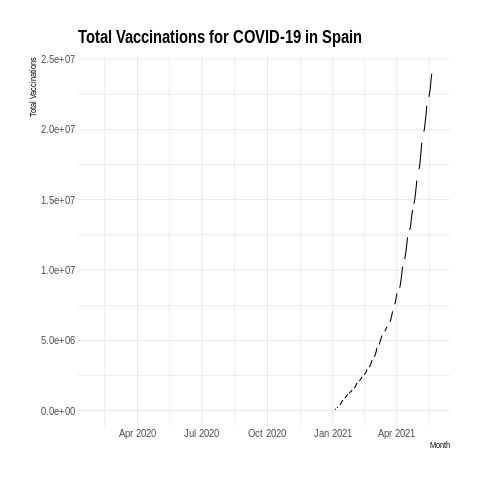 Total Vaccinations for COVID-19 in Spain
Total Vaccinations
2.5e+07
2.0e+07
1.5e+07
1.0e+07
5.0e+06
0.0e+00
Apr 2020 Jul 2020 Oct 2020 Jan 2021 Apr 2021
Month